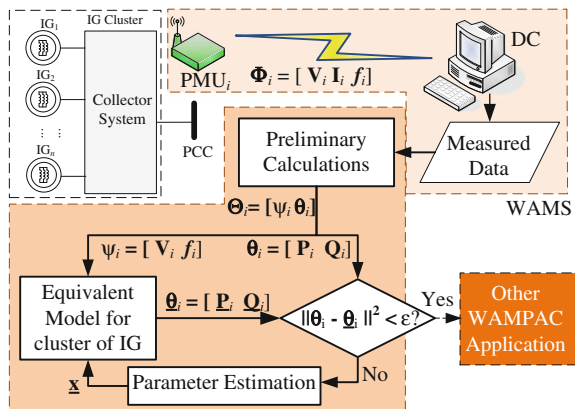 IG1
IG Cluster
IG2
IGn
Collector
System
PCC
PMUi
Φi = [ Vi Ii fi]
DC
Measured
Data
WAMS
Preliminary
Calculations
Θi= [ψi θi]
ψi = [ Vi fi]
θi = [ Pi Qi]
Equivalent
Model for
cluster of IG
θi = [ Pi Qi]
||θi - θi ||² < ε?
Yes
No
Other
WAMPAC
Application
x
Parameter Estimation